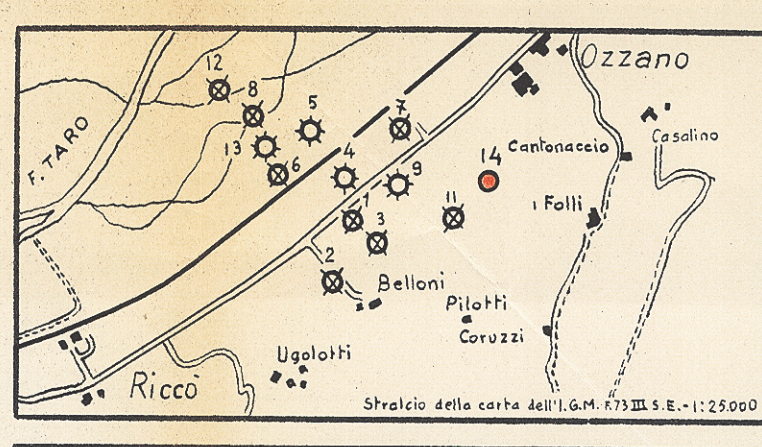 Ozzano
12
8
5
7
13
F. TARO
6
4
9
14
Cantonaccio
Casalino
1
3
11
i Folli
2
Belloni
Pilotti
Coruzzi
Ugolotti
Riccò
Stralcio della carta dell'I.G.M. F.73 III S.E. - 1:25.000